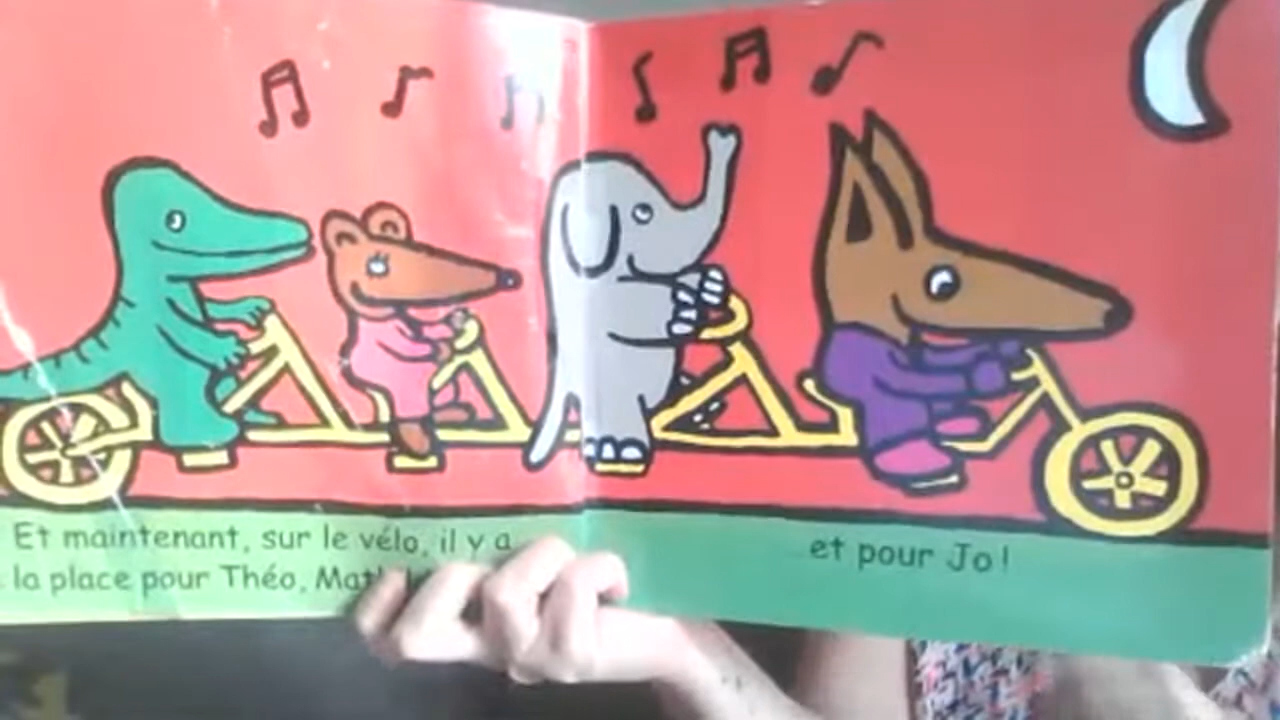 Et maintenant, sur le vélo, il y a
la place pour Théo,
et pour Jo!